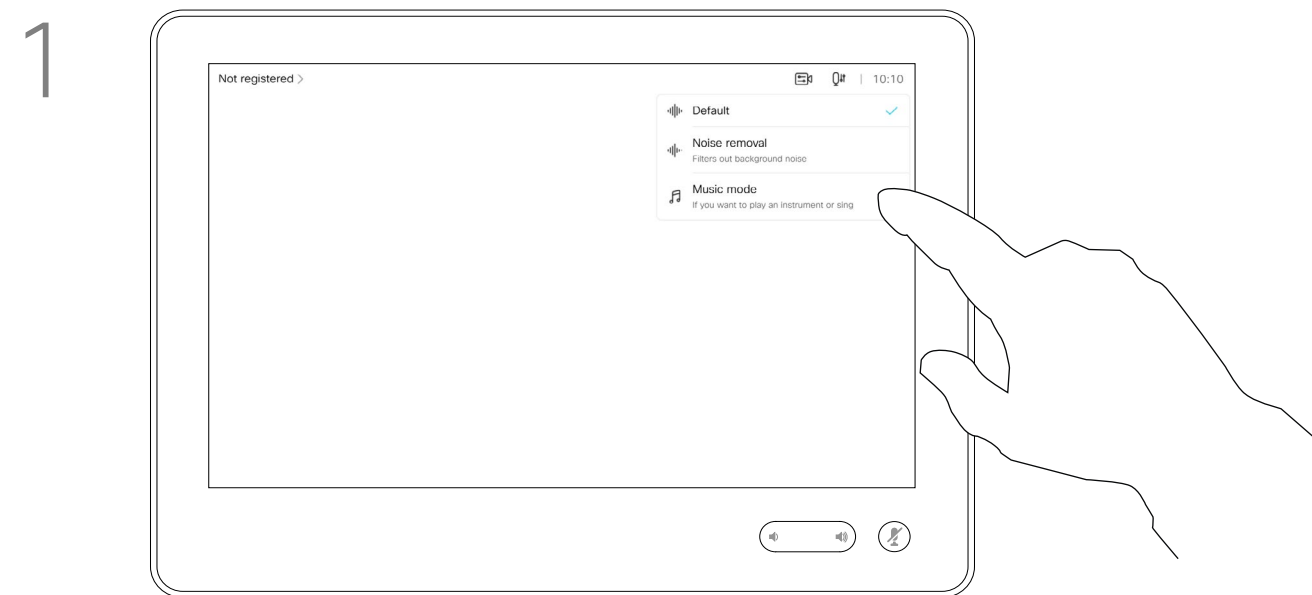 1
Not registered >
10:10
Default
Noise removal
Filters out background noise
Music mode
If you want to play an instrument or sing